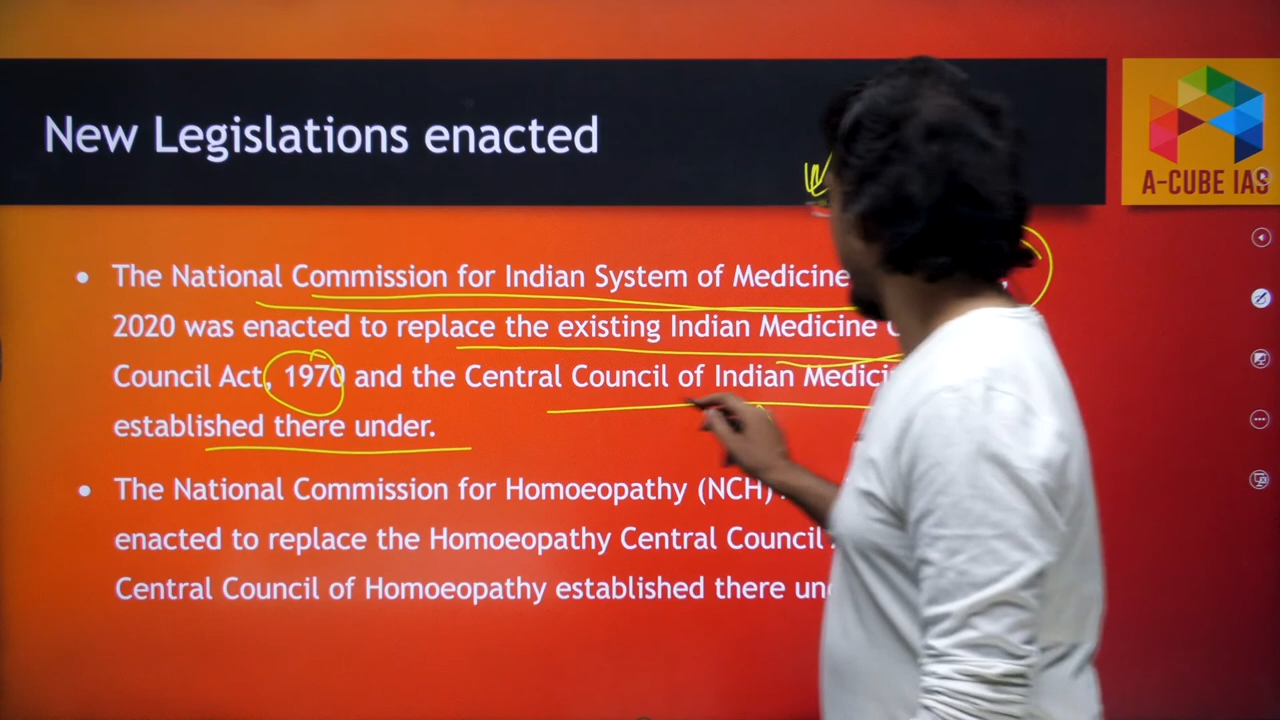 New Legislations enacted
A-CUBE IAS
• The National Commission for Indian System of Medicine
2020 was enacted to replace the existing Indian Medicine
Council Act, 1970 and the Central Council of Indian
established there under.
• The National Commission for Homoeopathy (NCH)
enacted to replace the Homoeopathy Central Council
Central Council of Homoeopathy established there